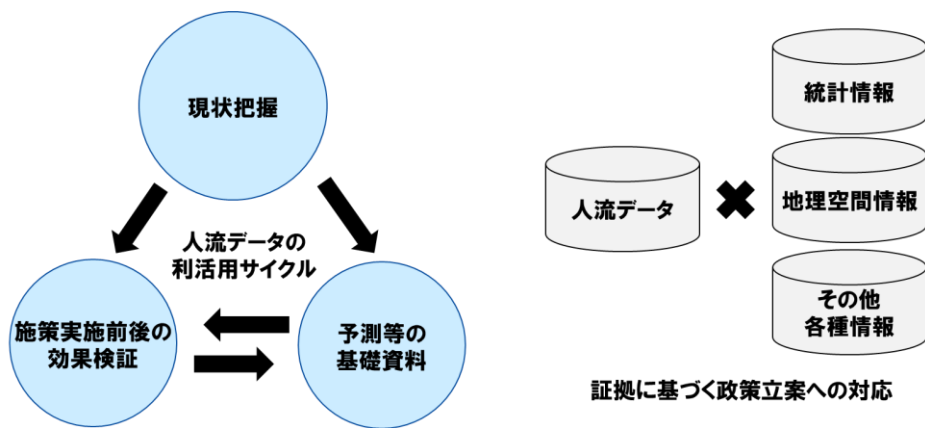 現状把握
人流データの
利活用サイクル
施策実施前後の
効果検証
予測等の
基礎資料
統計情報
人流データ
地理空間情報
その他
各種情報
証拠に基づく政策立案への対応